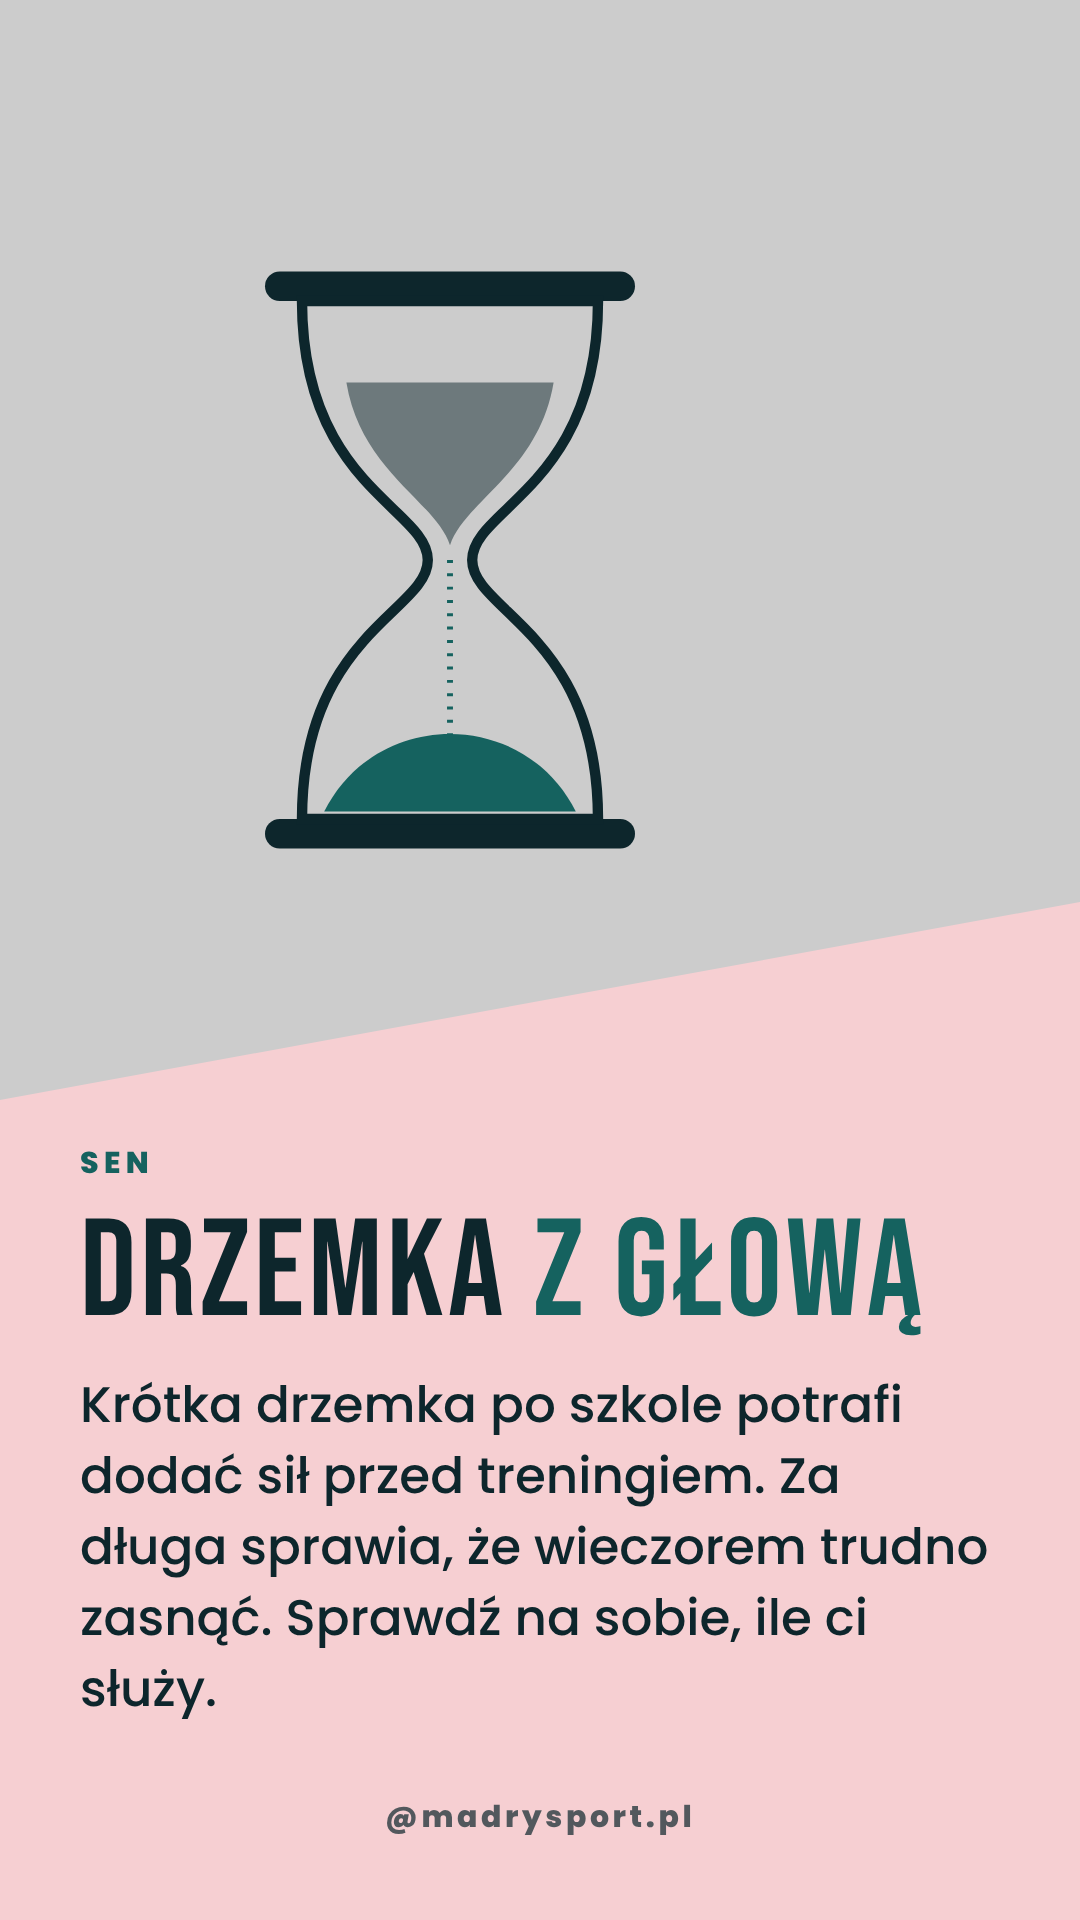 SEN
DRZEMKA Z GŁOWĄ
Krótka drzemka po szkole potrafi
dodać sił przed treningiem. Za
długa sprawia, że wieczorem trudno
zasnąć. Sprawdź na sobie, ile ci
służy.
@madrysport.pl